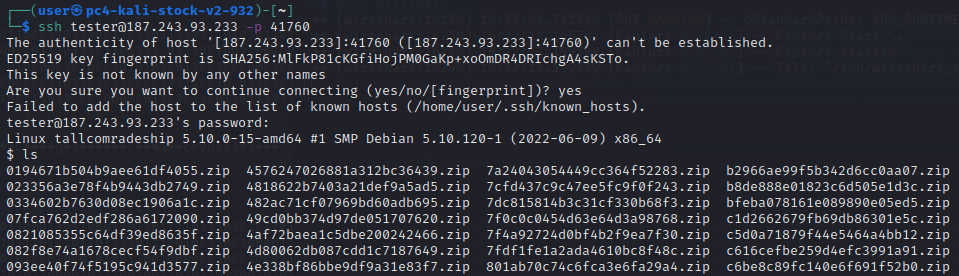 (user㉿pc4-kali-stock-v2-932)-[~]
$ ssh tester@187.243.93.233 -p 41760
The authenticity of host '[187.243.93.233]:41760 ([187.243.93.233]:41760)' can't be established.
ED25519 key fingerprint is SHA256:MlFkP81cKGfiHojPM0GaKp+xoOmDR4DRIchgA4sKSTo.
This key is not known by any other names
Are you sure you want to continue connecting (yes/no/[fingerprint])? yes
Failed to add the host to the list of known hosts (/home/user/.ssh/known_hosts).
tester@187.243.93.233's password:
Linux tallcomradeship 5.10.0-15-amd64 #1 SMP Debian 5.10.120-1 (2022-06-09) x86_64
$ ls
0194671b504b9aee61df4055.zip 4576247026881a312bc36439.zip 7a24043054449cc364f52283.zip b2966ae99f5b342d6cc0aa07.zip
023356a3e78f4b9443db2749.zip 4818622b7403a21def9a5ad5.zip 7cfd437c9c47ee5fc9f0f243.zip b8de888e01823c6d505e1d3c.zip
0334602b7630d08ec1906a1c.zip 482ac71cf07969bd60adb695.zip 7dc815814b3c31cf330b68f3.zip bfeba078161e089890e05ed5.zip
07fca762d2edf286a6172090.zip 49cd0bb374d97de051707620.zip 7f0c0c0454d63e64d3a98768.zip c1d2662679fb69db86301e5c.zip
0821085355c64df39ed8635f.zip 4af72baea1c5dbe200242466.zip 7f4a92724d0bf4b2f9ea7f30.zip c5d0a71879f44e5464a4bb12.zip
082f8e74a1678cecf54f9dbf.zip 4d80062db087cdd1c7187649.zip 7fdf1fe1a2ada4610bc8f48c.zip c616cefbe259d4efc3991a91.zip
093ee40f74f5195c941d3577.zip 4e338bf86bbe9df9a31e83f7.zip 801ab70c74c6fca3e6fa29a4.zip c6be8c89fc140e6f691f52b0.zip